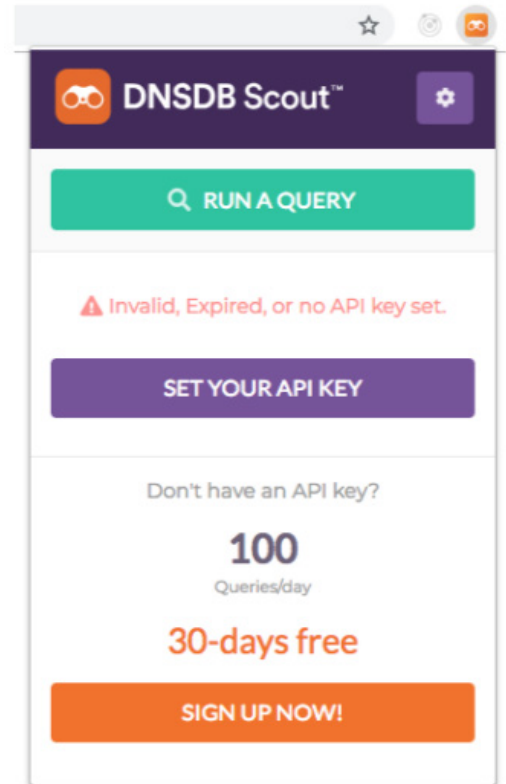 DNSDB Scout™
RUN A QUERY
Invalid, Expired, or no API key set.
SET YOUR API KEY
Don't have an API key?
100
Queries/day
30-days free
SIGN UP NOW!